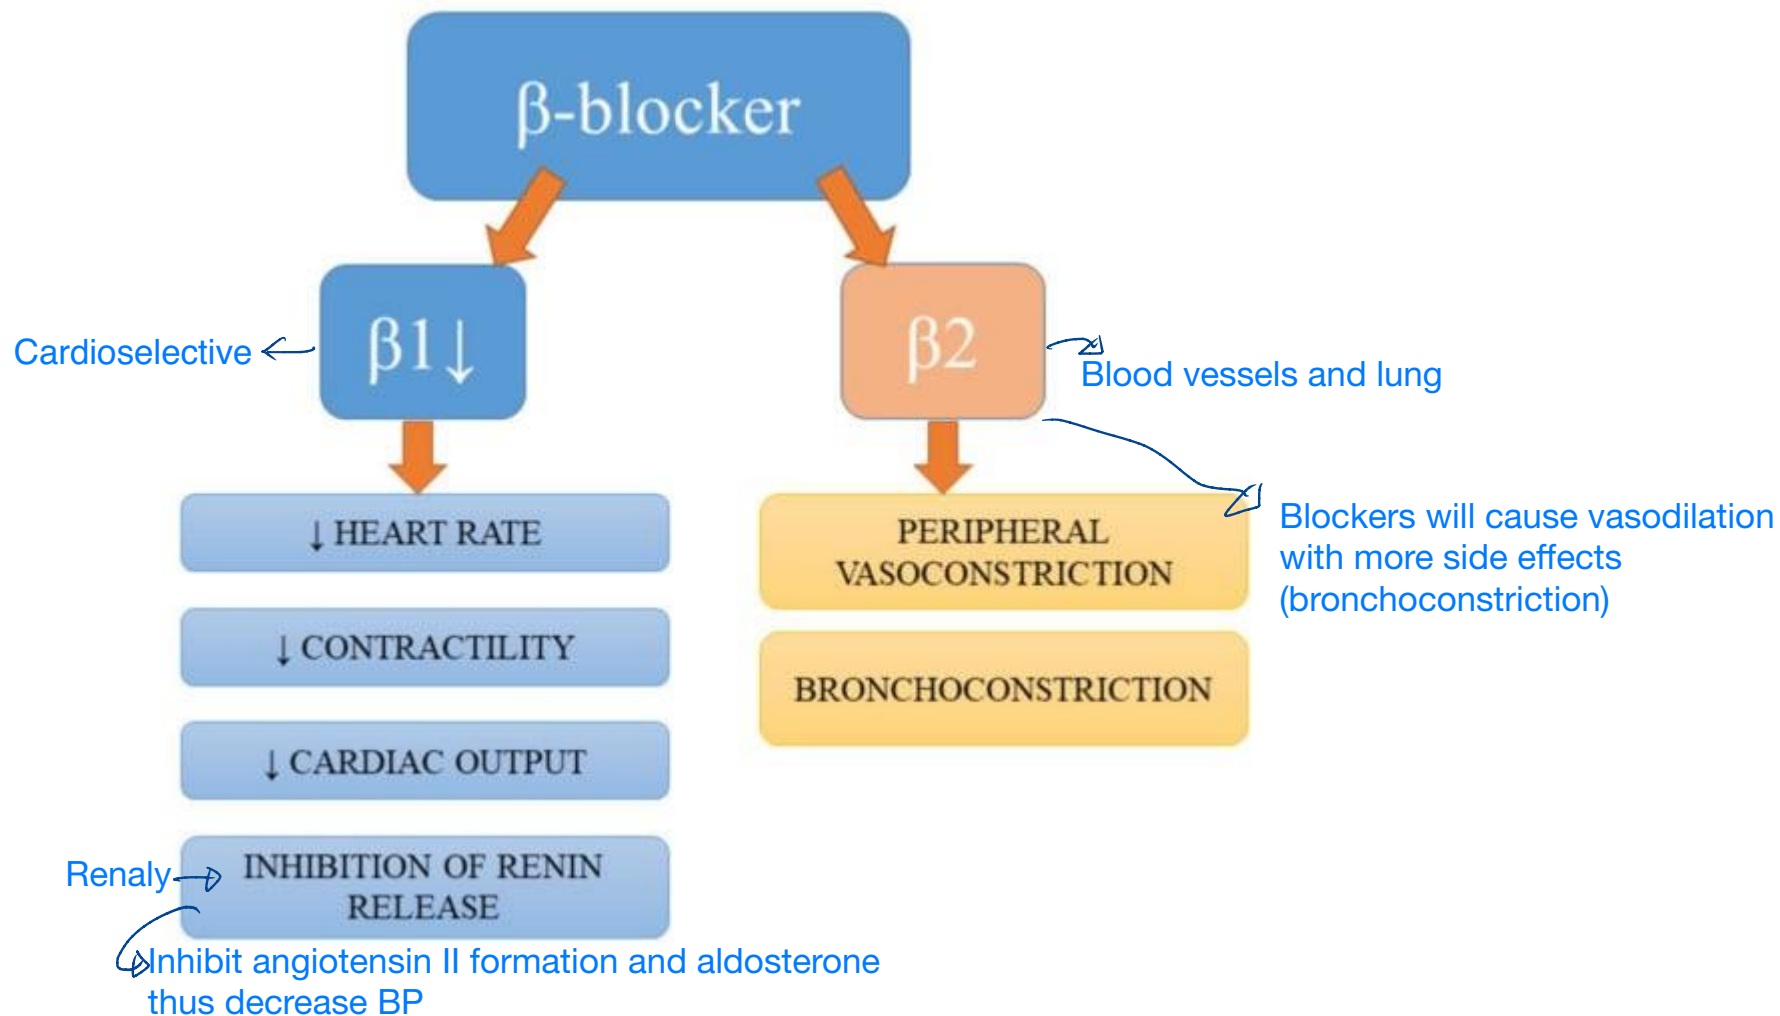 β-blocker
Cardioselective
β1↓
β2
Blood vessels and lung
↓ HEART RATE
↓ CONTRACTILITY
↓ CARDIAC OUTPUT
Renaly
INHIBITION OF RENIN
RELEASE
Inhibit angiotensin II formation and aldosterone
thus decrease BP
PERIPHERAL
VASOCONSTRICTION
BRONCHOCONSTRICTION
Blockers will cause vasodilation
with more side effects
(bronchoconstriction)